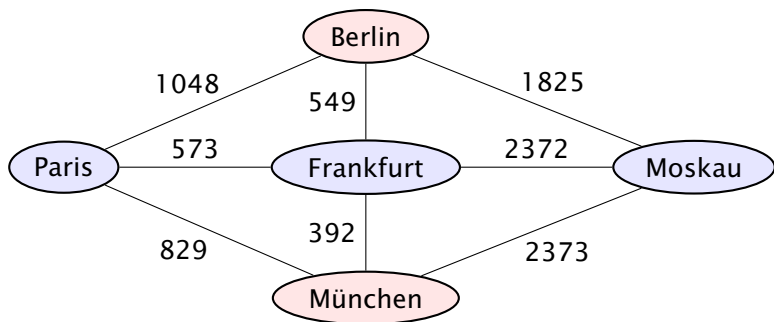 Berlin
1048
1825
549
Paris
573
Frankfurt
2372
Moskau
829
392
2373
München